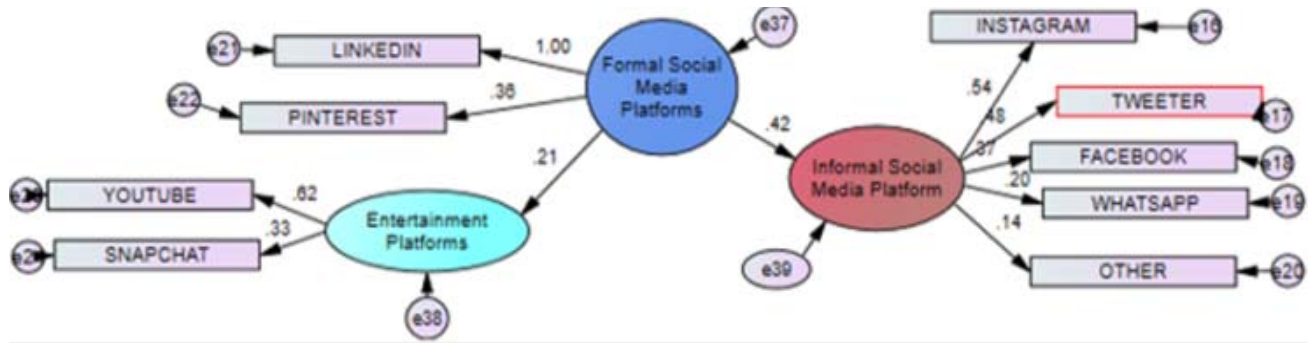 INSTAGRAM
e16
e37
e21
LINKEDIN
1.00
Formal Social
Media
Platforms
.54
e22
.36
TWEETER
e17
PINTEREST
.48
.42
.37
FACEBOOK
e18
Informal Social
Media Platform
.21
YOUTUBE
.62
.20
WHATSAPP
e19
Entertainment
Platforms
.33
.14
SNAPCHAT
e39
OTHER
e20
e38